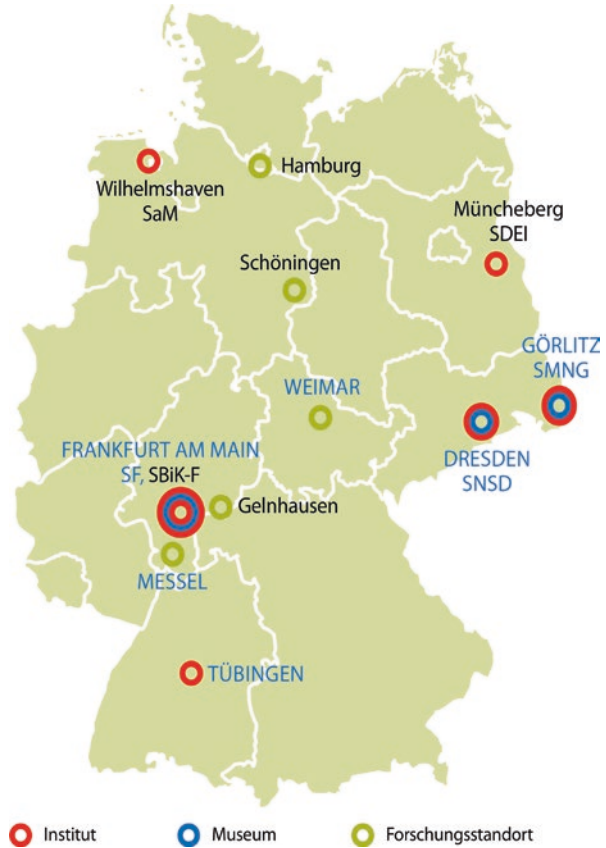 Hamburg
Wilhelmshaven
SaM
Müncheberg
SDEI
Schöningen
GÖRLITZ
SMNG
WEIMAR
FRANKFURT AM MAIN
SF, SBiK-F
DRESDEN
SNSD
Gelnhausen
MESSEL
TÜBINGEN
Institut
Museum
Forschungsstandort